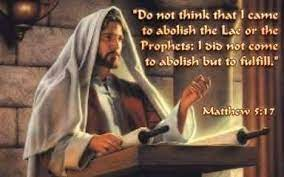 "Do not think that I came
to abolish the Lac or the
Prophets: I did not come
to abolish but to fulfill."
Matthew 5:17